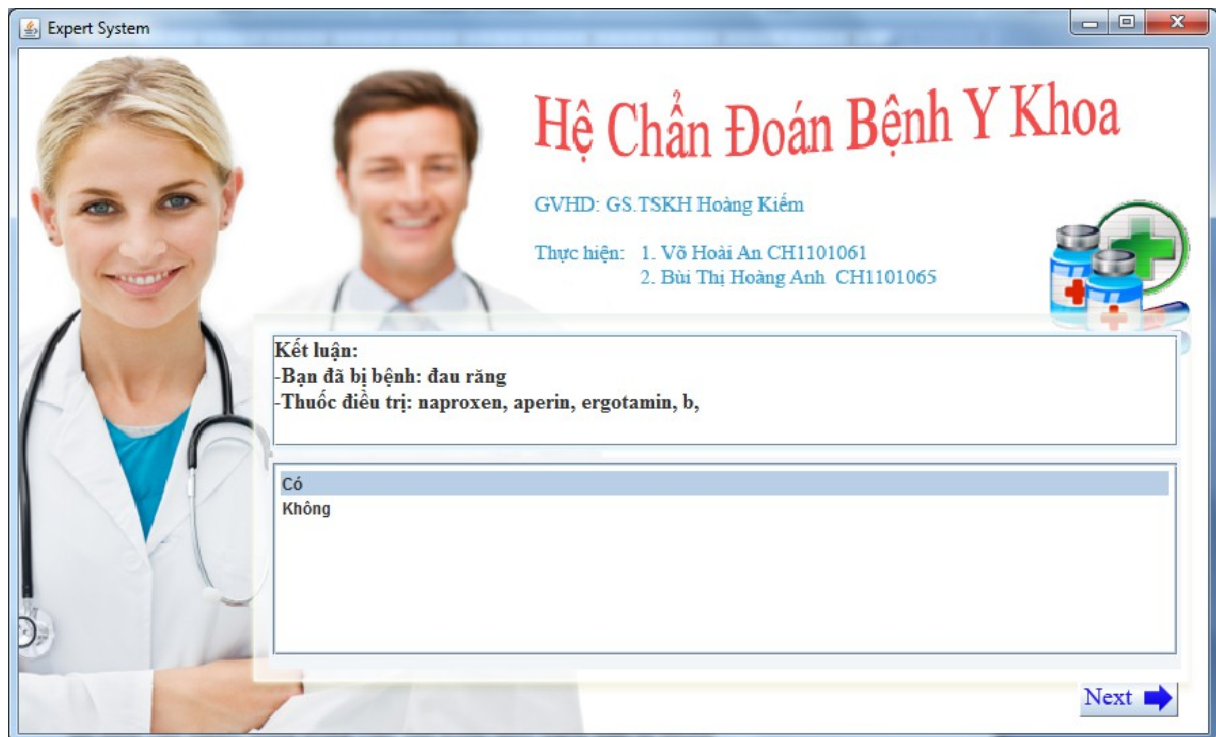 Expert System
Hệ Chẩn Đoán Bệnh Y Khoa
GVHD: GS.TSKH Hoàng Kiếm
Thực hiện: 1. Võ Hoài An CH1101061
2. Bùi Thị Hoàng Anh CH1101065
Kết luận:
-Bạn đã bị bệnh: đau răng
-Thuốc điều trị: naproxen, aperin, ergotamin, b,
Có
Không
Next